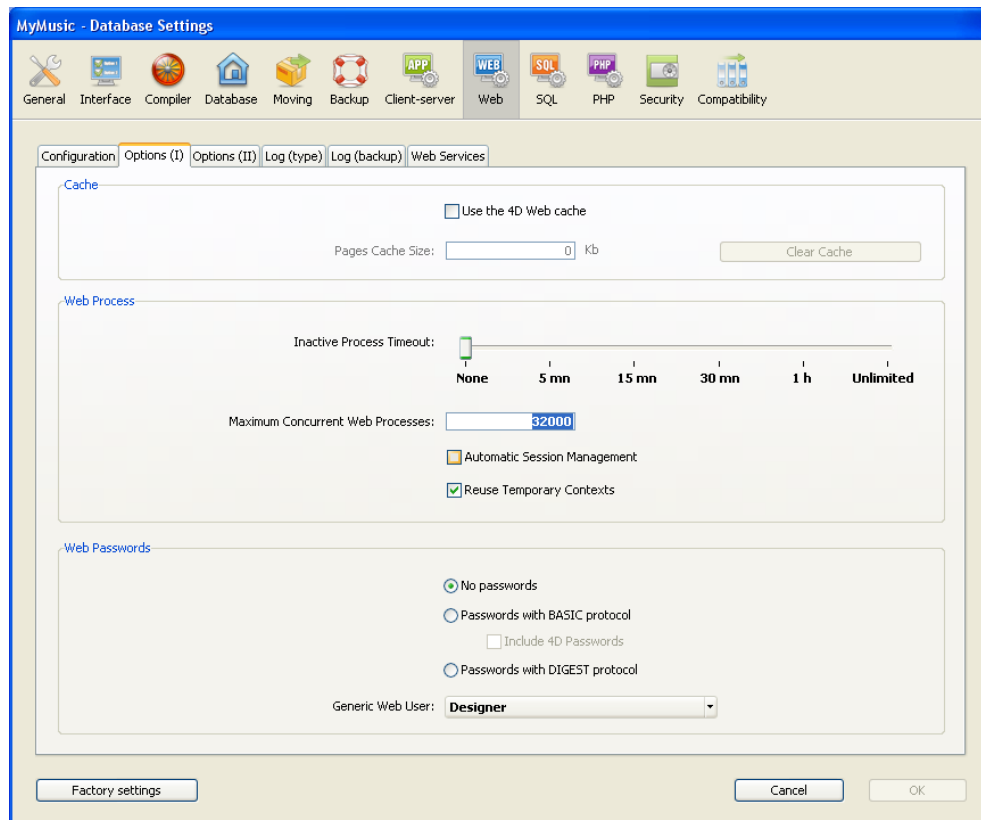 MyMusic - Database Settings
General Interface Compiler Database Moving Backup APP Client-server WEB Web SQL SQL PHP PHP Security Compatibility
Configuration Options (I) Options (II) Log (type) Log (backup) Web Services
Cache
Use the 4D Web cache
Pages Cache Size: 0 Kb Clear Cache
Web Process
Inactive Process Timeout:
None 5 mn 15 mn 30 mn 1 h Unlimited
Maximum Concurrent Web Processes: 32000
Automatic Session Management
Reuse Temporary Contexts
Web Passwords
No passwords
Passwords with BASIC protocol
Include 4D Passwords
Passwords with DIGEST protocol
Generic Web User: Designer
Factory settings Cancel OK